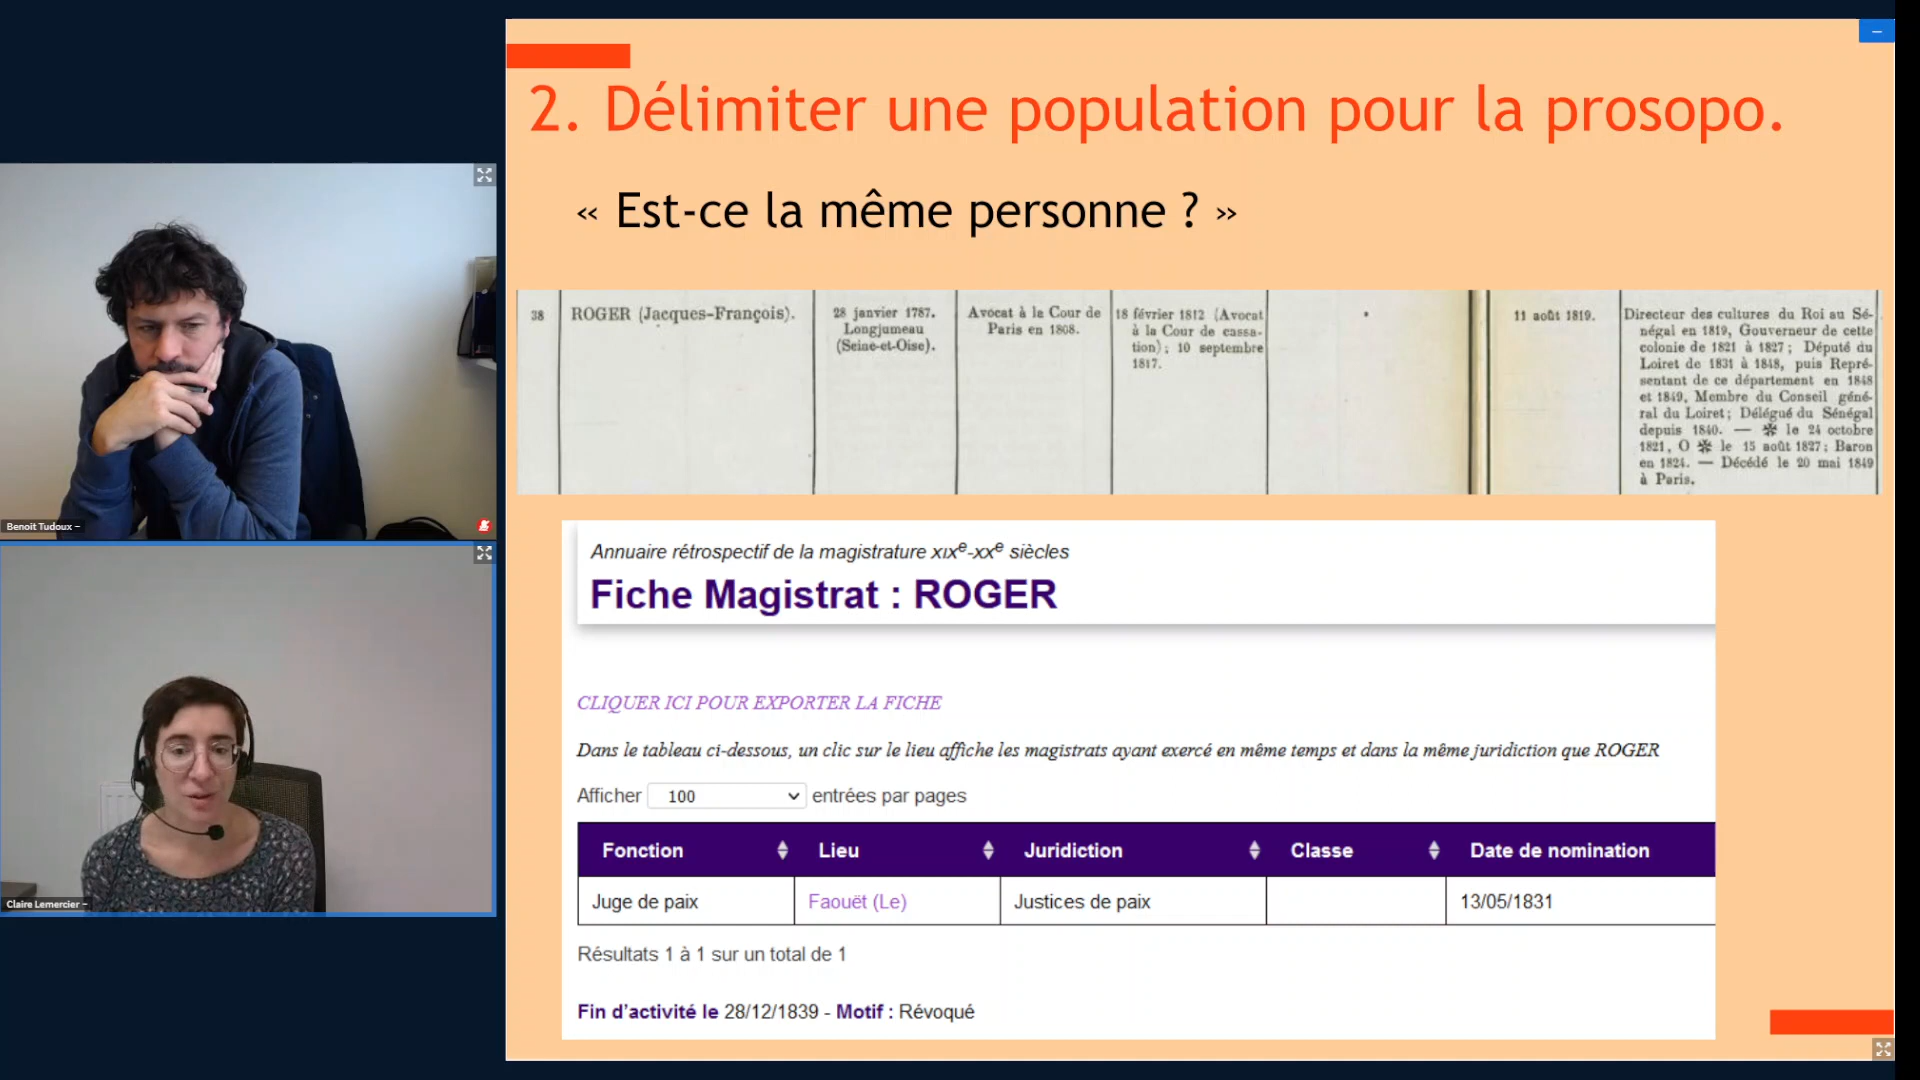 2. Délimiter une population pour la prosopo.
« Est-ce la même personne ? »
38
ROGER (Jacques-François).
28 janvier 1787.
Longjumeau
(Seine-et-Oise).
Avocat à la Cour de
Paris en 1808.
18 février 1812 (Avocat
à la Cour de cassa-
tion); 10 septembre
1817.
11 août 1819.
Directeur des cultures du Roi au Sé-
négal en 1819, Gouverneur de cette
colonie de 1821 à 1827; Député du
Loiret de 1831 à 1848, puis Repré-
sentant de ce département en 1848
et 1849, Membre du Conseil géné-
ral du Loiret; Délégué du Sénégal
depuis 1840. — ✻ le 24 octobre
1821, O ✻ le 15 août 1827; Baron
en 1824. — Décédé le 20 mai 1849
à Paris.
Annuaire rétrospectif de la magistrature XIXe-XXe siècles
Fiche Magistrat : ROGER
CLIQUER ICI POUR EXPORTER LA FICHE
Dans le tableau ci-dessous, un clic sur le lieu affiche les magistrats ayant exercé en même temps et dans la même juridiction que ROGER
Afficher 100 entrées par pages
Fonction Lieu Juridiction Classe Date de nomination
Juge de paix Faouët (Le) Justices de paix 13/05/1831
Résultats 1 à 1 sur un total de 1
Fin d'activité le 28/12/1839 - Motif : Révoqué
Benoit Tudoux –
Claire Lemercier –